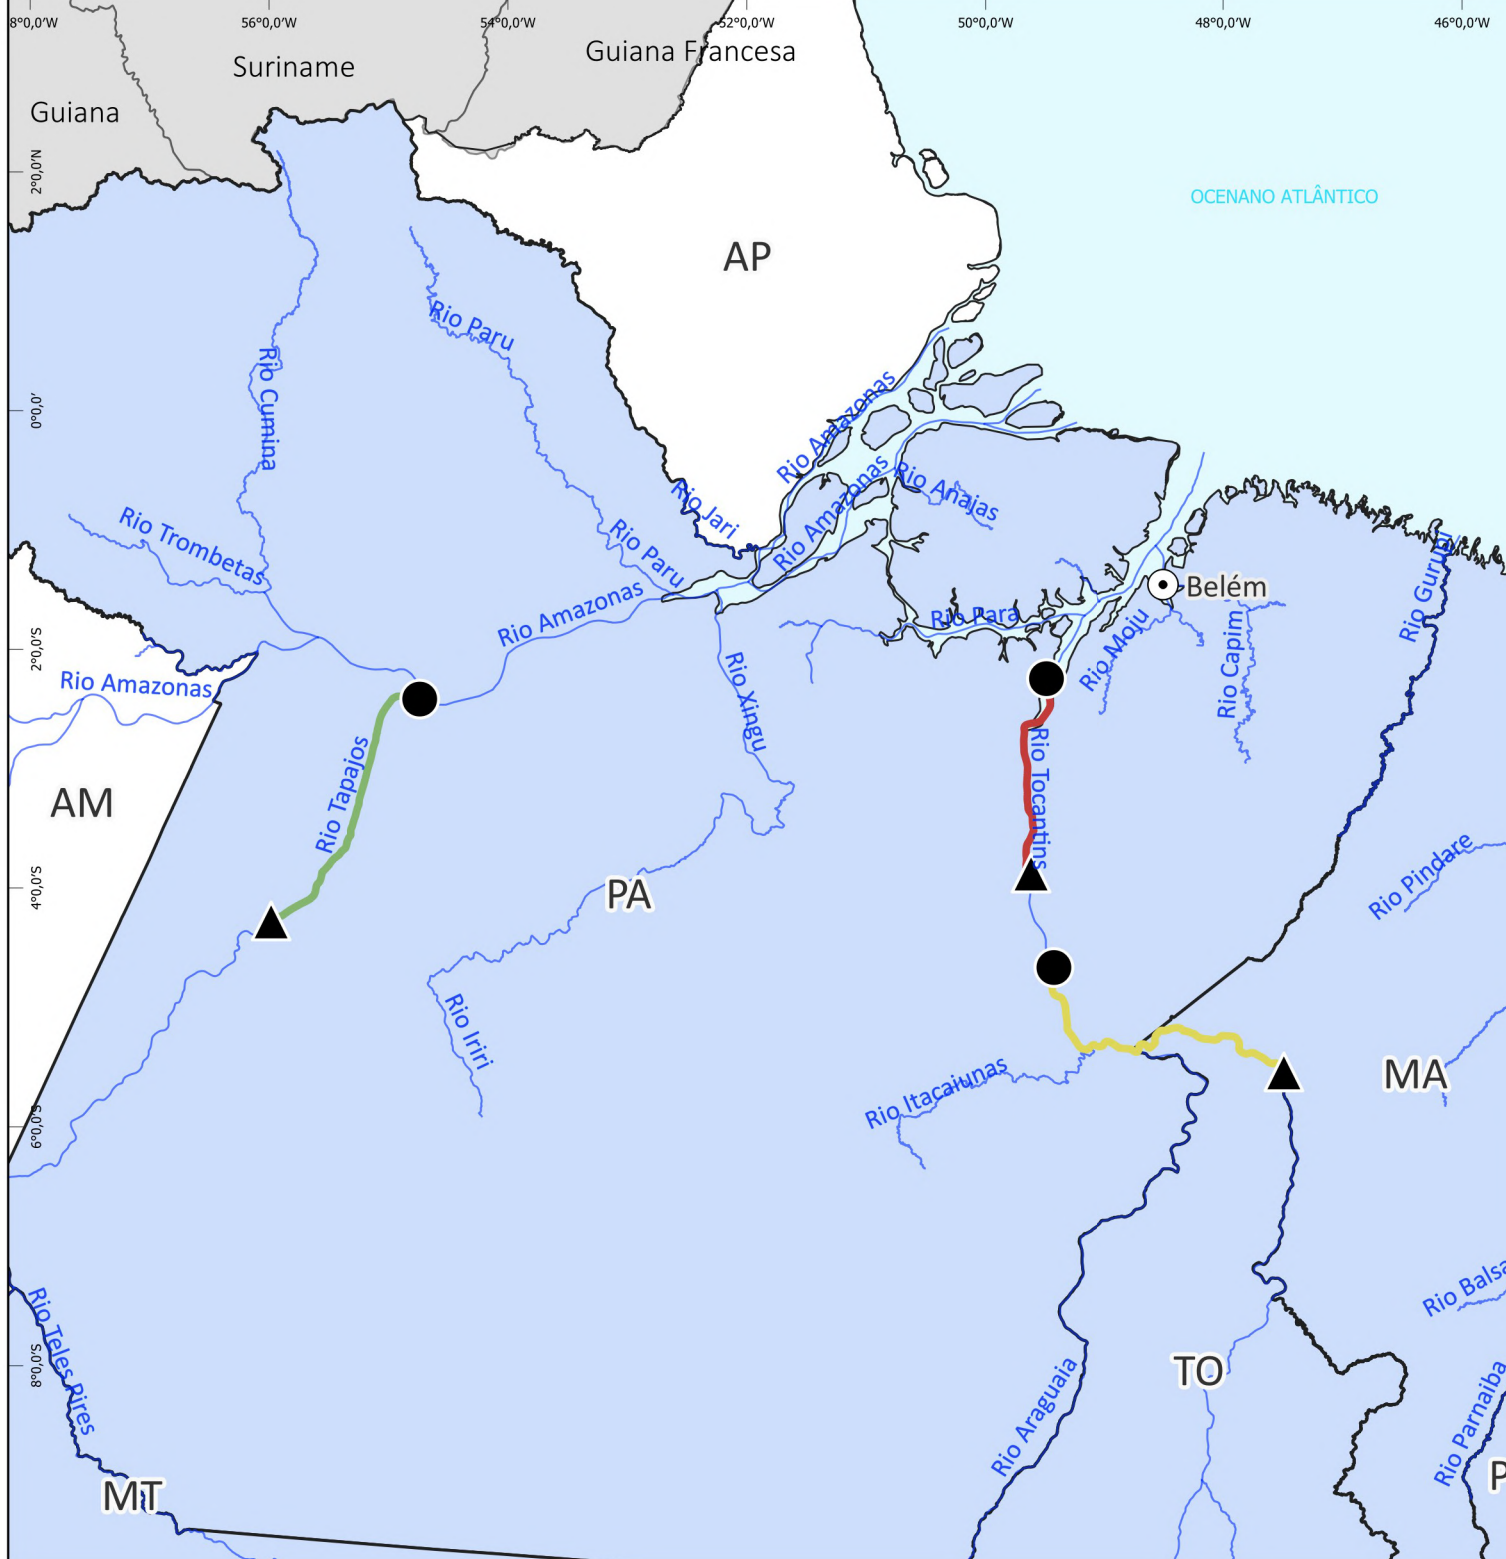 8°0,0'W
56°0,0'W
54°0,0'W
52°0,0'W
50°0,0'W
48°0,0'W
46°0,0'W
Guiana Francesa
Suriname
Guiana
2°0,0'N
OCENANO ATLÂNTICO
AP
Rio Paru
Rio Cumina
0°0,0'
Rio Amazonas
Rio Amazonas
Rio Anajas
Rio Jari
Rio Trombetas
Rio Paru
Rio Gurupi
Belém
Rio Amazonas
Rio Para
Rio Moju
Rio Capim
2°0,0'S
Rio Amazonas
Rio Xingu
Rio Tapajos
Rio Tocantins
AM
4°0,0'S
PA
Rio Pindare
Rio Iriri
Rio Itacaiunas
MA
6°0,0'S
Rio Teles Pires
Rio Balsa
8°0,0'S
TO
Rio Araguaia
Rio Parnaiba
MT
P